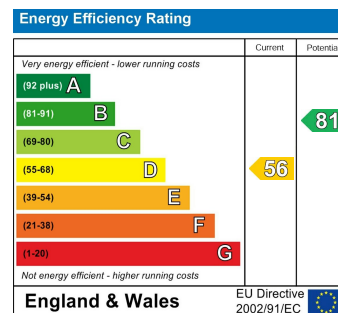 Energy Efficiency Rating
Current Potentia
Very energy efficient - lower running costs
(92 plus) A
(81-91) B
81
(69-80) C
(55-68) D
56
(39-54) E
(21-38) F
(1-20) G
Not energy efficient - higher running costs
England & Wales
EU Directive
2002/91/EC